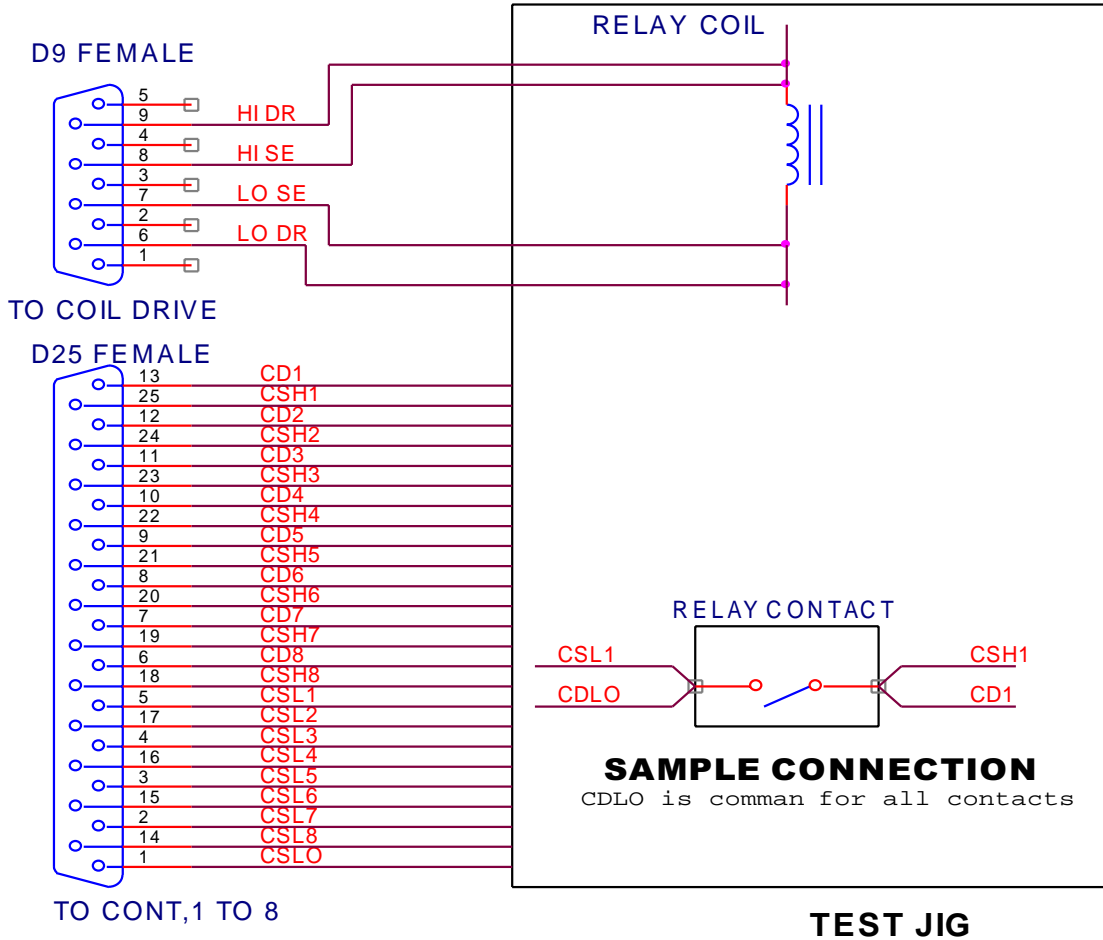 RELAY COIL
D9 FEMALE
5
9 HI DR
4
8 HI SE
3
7 LO SE
2
6 LO DR
1
TO COIL DRIVE
D25 FEMALE
13 CD1
25 CSH1
12 CD2
24 CSH2
11 CD3
23 CSH3
10 CD4
22 CSH4
9 CD5
21 CSH5
8 CD6
20 CSH6
7 CD7
19 CSH7
6 CD8
18 CSH8
5 CSL1
17 CSL2
4 CSL3
16 CSL4
3 CSL5
15 CSL6
2 CSL7
14 CSL8
1 CSLO
TO CONT,1 TO 8
RELAY CONTACT
CSL1 CSH1
CDLO CD1
SAMPLE CONNECTION
CDLO is comman for all contacts
TEST JIG